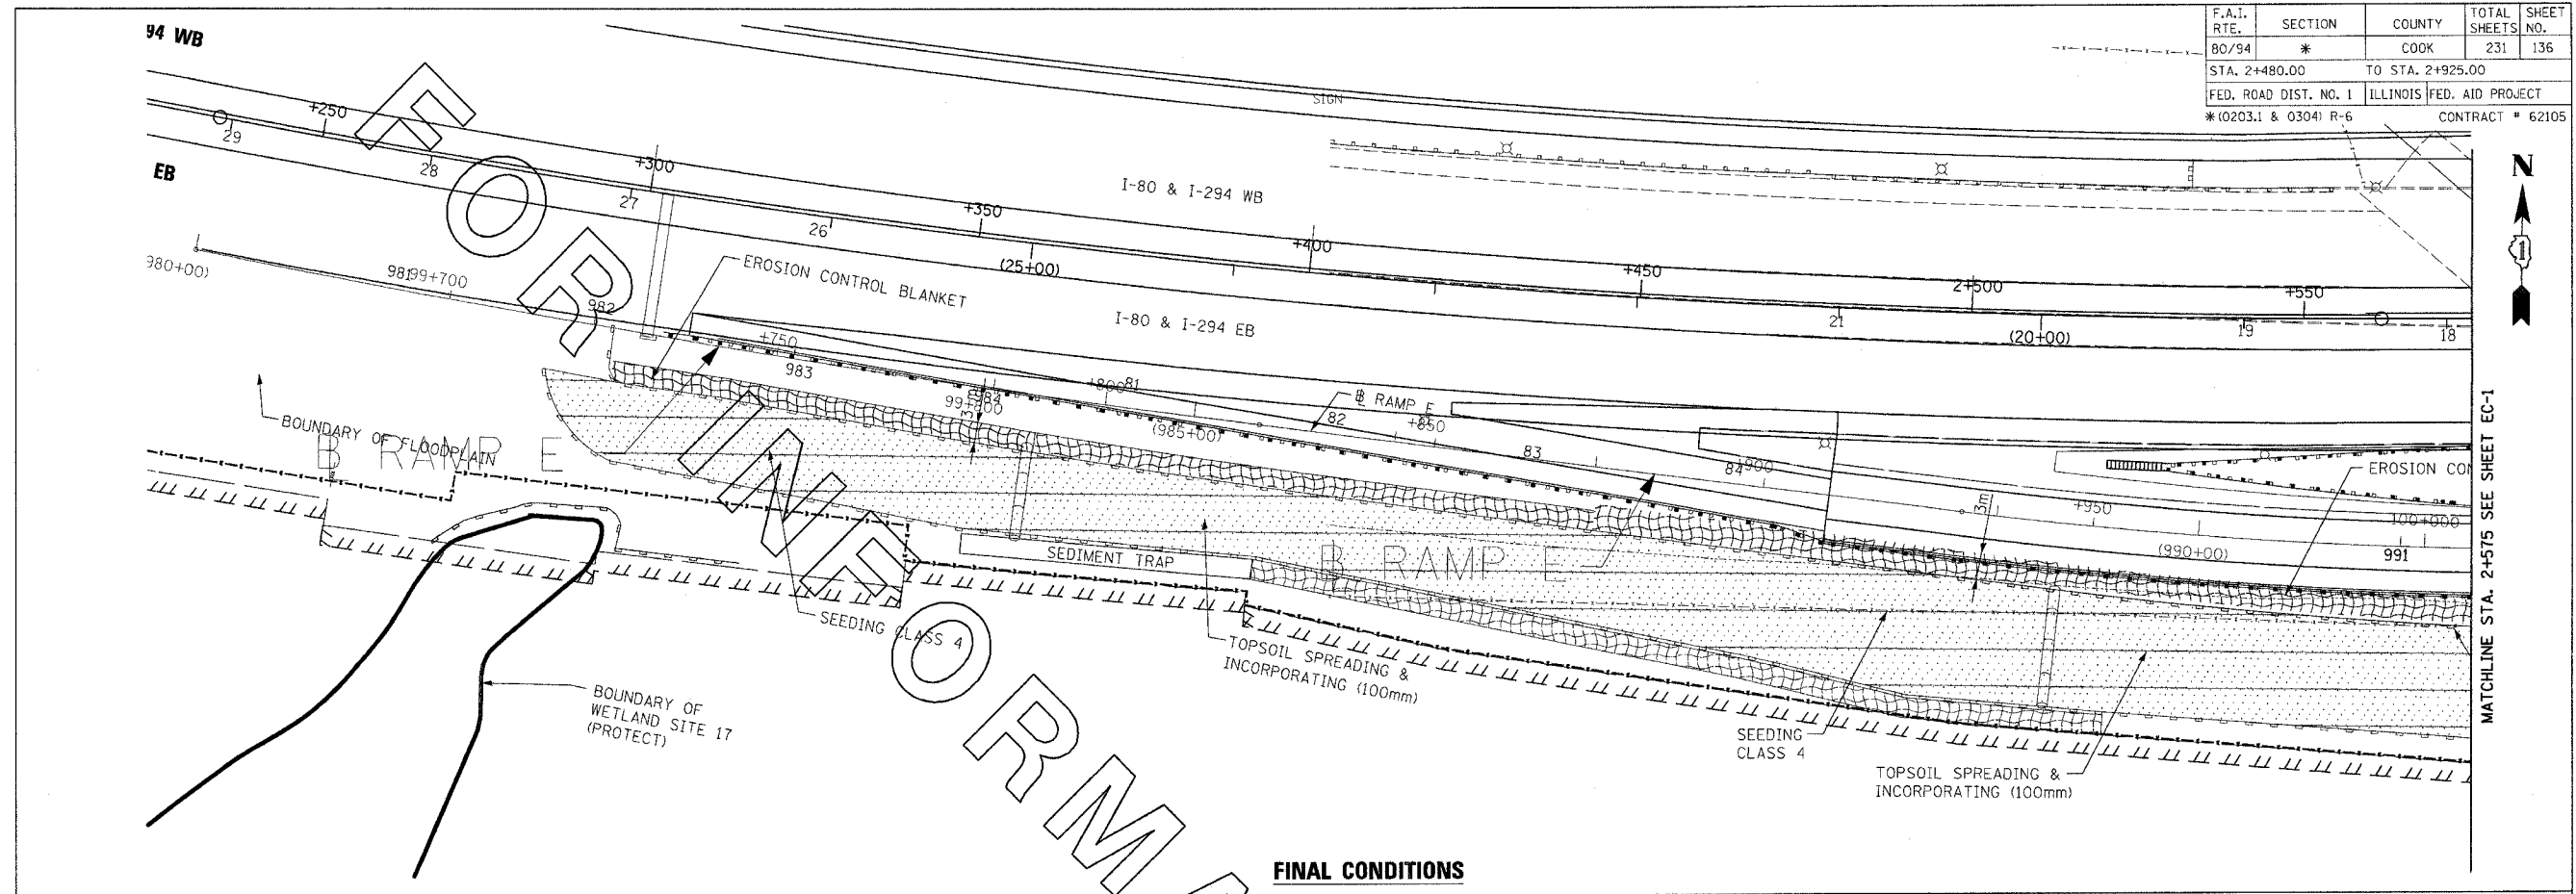 F.A.I. RTE. SECTION COUNTY TOTAL SHEETS SHEET NO.
80/94 * COOK 231 136
STA. 2+480.00 TO STA. 2+925.00
FED. ROAD DIST. NO. 1 ILLINOIS FED. AID PROJECT
*(0203.1 & 0304) R-6 CONTRACT # 62105
94 WB
EB
SIGN
N
1
+250
+300
+350
+400
+450
2+500
+550
29
28
27
26
(25+00)
21
(20+00)
19
18
I-80 & I-294 WB
I-80 & I-294 EB
980+00)
981
99+700
982
EROSION CONTROL BLANKET
+750
983
+800
81
984
99+800
(985+00)
℄ RAMP E
82
+850
83
84
+900
3m
+950
100+000
(990+00)
991
EROSION CON
BOUNDARY OF FLOODPLAIN
B RAMP E
B RAMP E
SEDIMENT TRAP
SEEDING CLASS 4
TOPSOIL SPREADING &
INCORPORATING (100mm)
BOUNDARY OF
WETLAND SITE 17
(PROTECT)
SEEDING
CLASS 4
TOPSOIL SPREADING &
INCORPORATING (100mm)
MATCHLINE STA. 2+575 SEE SHEET EC-1
FOR INFORMA
FINAL CONDITIONS